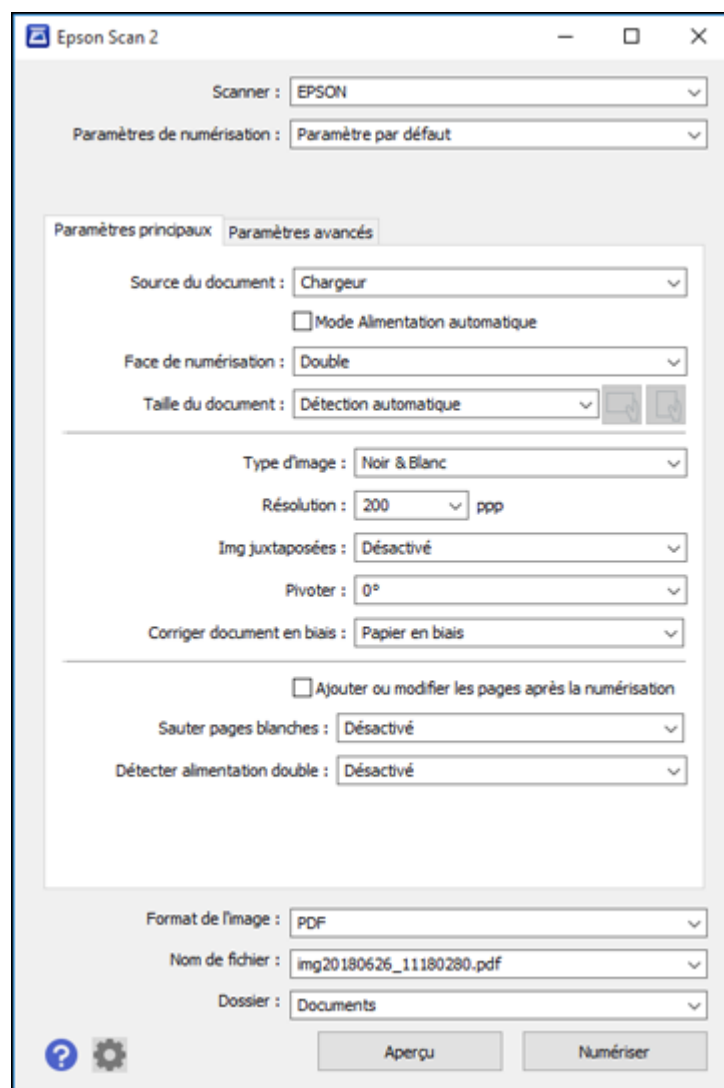 Epson Scan 2
Scanner : EPSON
Paramètres de numérisation : Paramètre par défaut
Paramètres principaux Paramètres avancés
Source du document : Chargeur
Mode Alimentation automatique
Face de numérisation : Double
Taille du document : Détection automatique
Type d'image : Noir & Blanc
Résolution : 200 ppp
Img juxtaposées : Désactivé
Pivoter : 0°
Corriger document en biais : Papier en biais
Ajouter ou modifier les pages après la numérisation
Sauter pages blanches : Désactivé
Détecter alimentation double : Désactivé
Format de l'image : PDF
Nom de fichier : img20180626_11180280.pdf
Dossier : Documents
? Aperçu Numériser